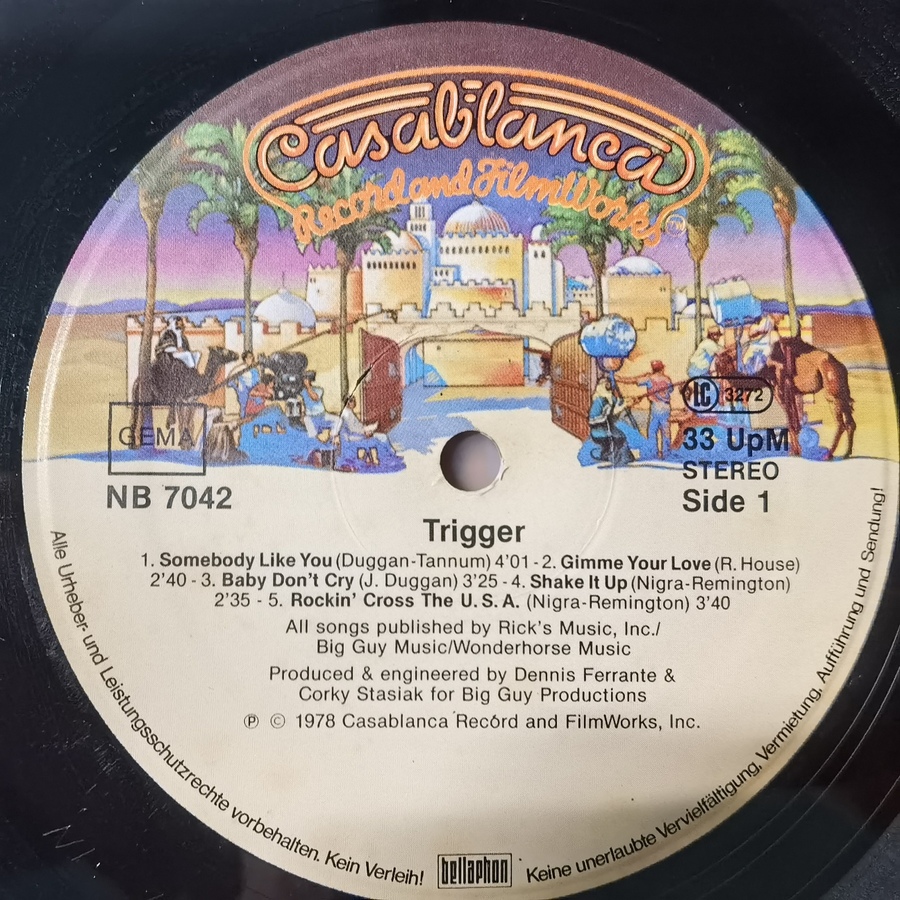 Casablanca
Record and FilmWorks TM
LC 3272
GEMA
33 UpM
STEREO
NB 7042
Side 1
Trigger
1. Somebody Like You (Duggan-Tannum) 4'01 - 2. Gimme Your Love (R. House)
2'40 - 3. Baby Don't Cry (J. Duggan) 3'25 - 4. Shake It Up (Nigra-Remington)
2'35 - 5. Rockin' Cross The U.S.A. (Nigra-Remington) 3'40
All songs published by Rick's Music, Inc./
Big Guy Music/Wonderhorse Music
Produced & engineered by Dennis Ferrante &
Corky Stasiak for Big Guy Productions
℗ © 1978 Casablanca Record and FilmWorks, Inc.
Alle Urheber- und Leistungsschutzrechte vorbehalten. Kein Verleih!
bellaphon
Keine unerlaubte Vervielfältigung, Vermietung, Aufführung und Sendung!